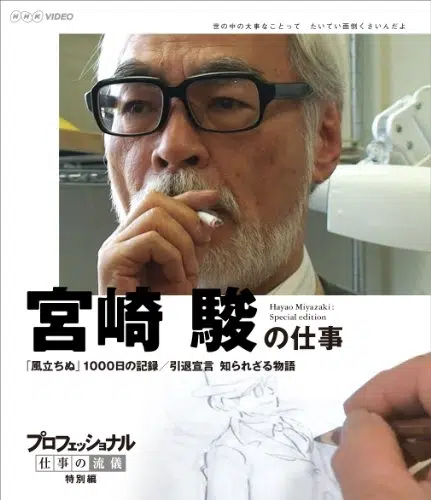 NHK VIDEO
世の中の大事なことって たいてい面倒くさいんだよ
宮崎 駿の仕事
Hayao Miyazaki:
Special edition
「風立ちぬ」1000日の記録／引退宣言 知られざる物語
プロフェッショナル
仕事の流儀
特別編